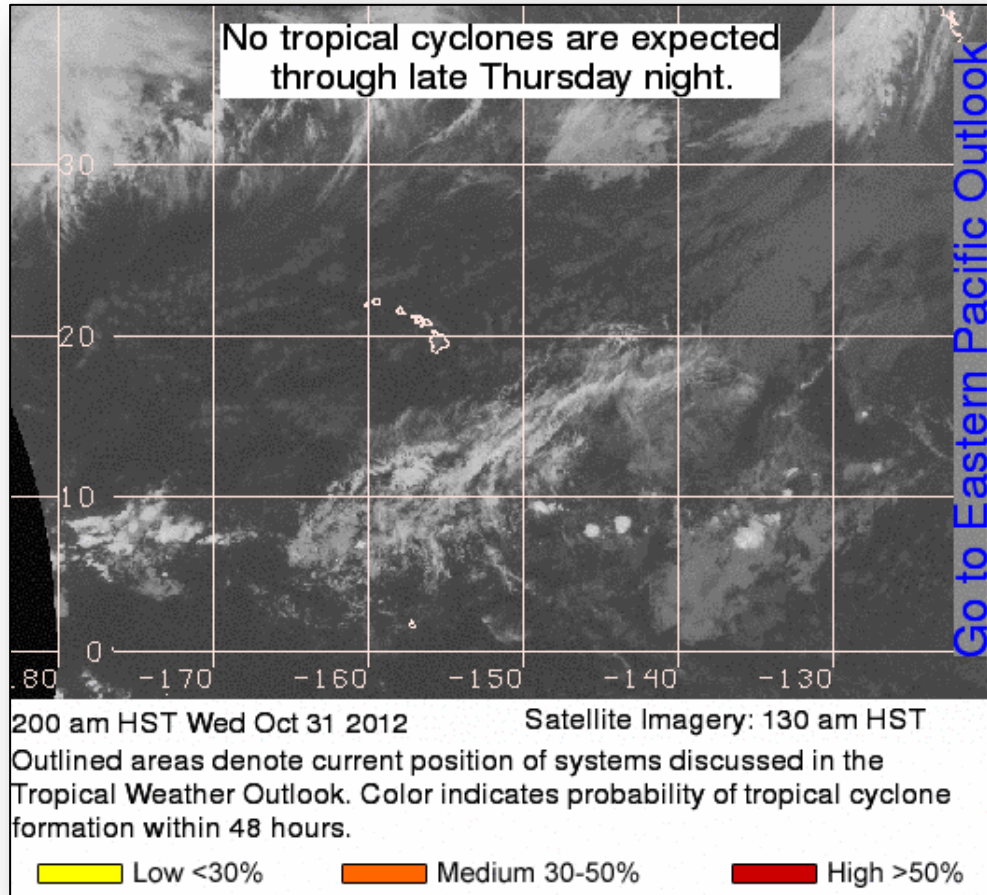 No tropical cyclones are expected
through late Thursday night.
30
20
10
0
-180 -170 -160 -150 -140 -130
Go to Eastern Pacific Outlook
200 am HST Wed Oct 31 2012 Satellite Imagery: 130 am HST
Outlined areas denote current position of systems discussed in the
Tropical Weather Outlook. Color indicates probability of tropical cyclone
formation within 48 hours.
Low <30% Medium 30-50% High >50%